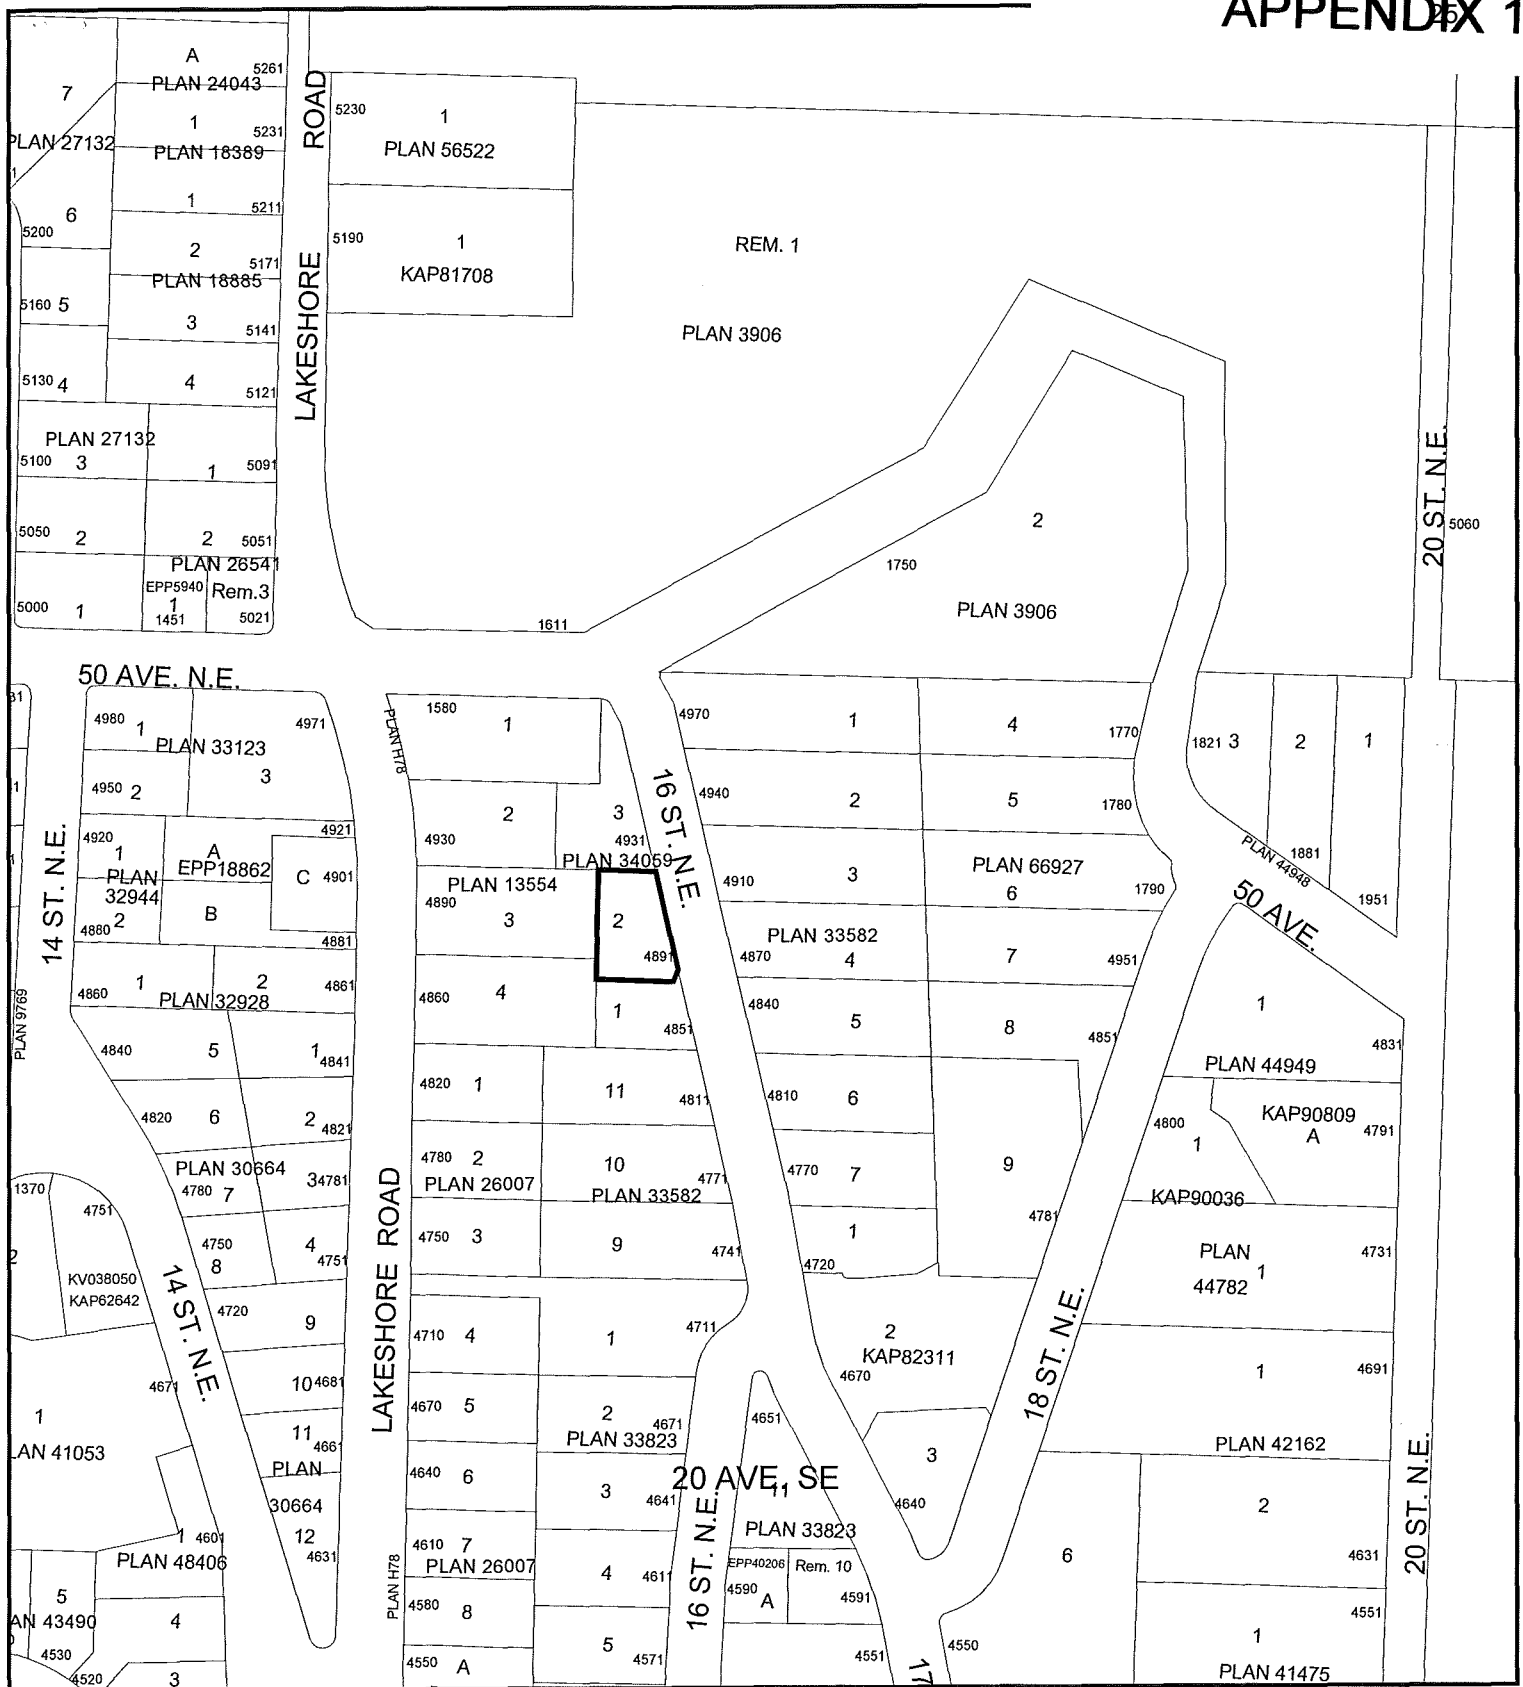 APPENDIX 1
25
A
5261
PLAN 24043
7
1
5231
PLAN 27132
PLAN 18389
ROAD
5230
1
PLAN 56522
1
5211
6
5200
2
5171
PLAN 18885
5190
1
KAP81708
REM. 1
5160 5
3
5141
LAKESHORE
PLAN 3906
5130 4
4
5121
PLAN 27132
5100 3
1
5091
20 ST. N.E.
5060
2
5050 2
2
5051
PLAN 26541
EPP5940
Rem.3
1750
PLAN 3906
5000 1
1
1451
5021
1611
50 AVE. N.E.
4980 1
4971
PLAN 33123
PLAN H78
1580
1
4970
1
4
1770
1821 3
2
1
3
4950 2
2
4930
3
4931
16 ST. N.E.
4940
2
5
1780
4920
1
4921
A
EPP18862
PLAN
32944
C 4901
PLAN 34059
PLAN 13554
4910
3
PLAN 66927
6
1790
PLAN 44948
1881
1951
50 AVE.
14 ST. N.E.
4880 2
B
4881
4890
3
2
4891
PLAN 33582
4870
4
7
4951
4860
1
2
4861
PLAN 32928
PLAN 9769
4860
4
1
4851
4840
5
8
4851
1
4831
PLAN 44949
4840
5
1
4841
4820 1
11
4811
4810
6
KAP90809
A
4791
4800
1
4820
6
2
4821
PLAN 30664
4780 7
3
4781
4780 2
PLAN 26007
10
4771
PLAN 33582
4770
7
9
4781
KAP90036
1370
4751
4750
8
4
4751
4750 3
9
4741
1
4720
PLAN
44782
1
4731
KV038050
KAP62642
14 ST. N.E.
4720
9
LAKESHORE ROAD
4710 4
1
4711
2
KAP82311
4670
18 ST. N.E.
1
4691
PLAN 42162
4671
10
4681
4670 5
2
4671
PLAN 33823
4651
3
4640
1
11
4661
PLAN
30664
4640 6
3
4641
20 AVE, SE
11
PLAN 33823
2
4631
20 ST. N.E.
1
4601
PLAN 48406
12
4631
PLAN H78
4610 7
PLAN 26007
4
4611
16 ST. N.E.
EPP40206
4590
A
Rem. 10
4591
6
5
4
4530
4520
3
4580 8
4550 A
5
4571
4551
17
4550
4551
1
PLAN 41475